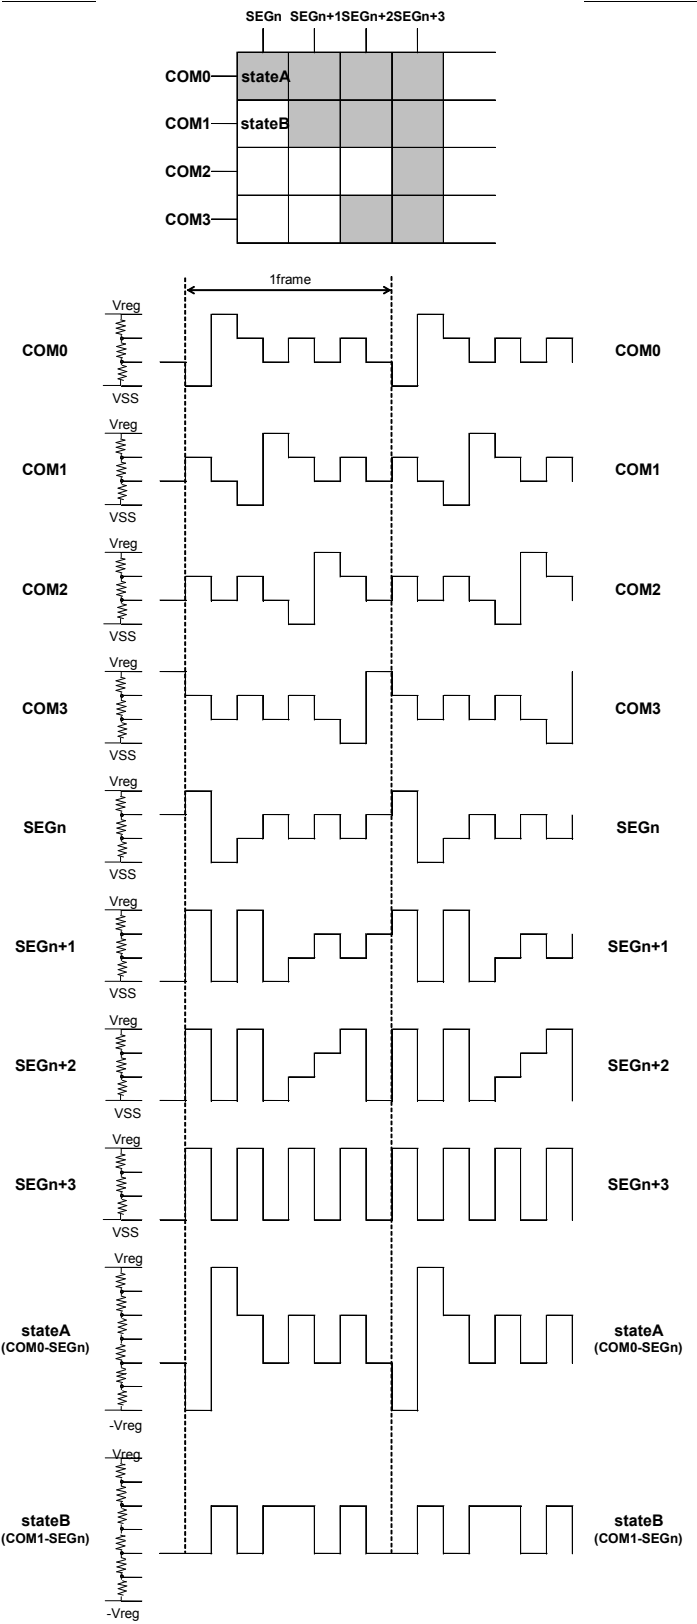 SEGn SEGn+1SEGn+2SEGn+3
COM0 stateA
COM1 stateB
COM2
COM3
1frame
Vreg
COM0 COM0
VSS
Vreg
COM1 COM1
VSS
Vreg
COM2 COM2
VSS
Vreg
COM3 COM3
VSS
Vreg
SEGn SEGn
VSS
Vreg
SEGn+1 SEGn+1
VSS
Vreg
SEGn+2 SEGn+2
VSS
Vreg
SEGn+3 SEGn+3
VSS
Vreg
stateA stateA
(COM0-SEGn) (COM0-SEGn)
-Vreg
Vreg
stateB stateB
(COM1-SEGn) (COM1-SEGn)
-Vreg